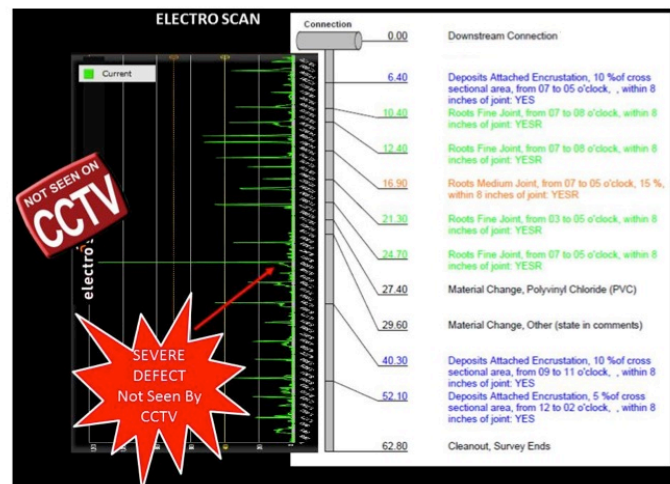 ELECTRO SCAN
Current
NOT SEEN ON
CCTV
electro
SEVERE
DEFECT
Not Seen By
CCTV
120
60
40
20
Connection
0.00 Downstream Connection
6.40 Deposits Attached Encrustation, 10 %of cross
sectional area, from 07 to 05 o'clock, , within 8
inches of joint: YES
10.40 Roots Fine Joint, from 07 to 08 o'clock, within 8
inches of joint: YESR
12.40 Roots Fine Joint, from 07 to 08 o'clock, within 8
inches of joint: YESR
16.90 Roots Medium Joint, from 07 to 05 o'clock, 15 %,
within 8 inches of joint: YESR
21.30 Roots Fine Joint, from 03 to 05 o'clock, within 8
inches of joint: YESR
24.70 Roots Fine Joint, from 07 to 05 o'clock, within 8
inches of joint: YESR
27.40 Material Change, Polyvinyl Chloride (PVC)
29.60 Material Change, Other (state in comments)
40.30 Deposits Attached Encrustation, 10 %of cross
sectional area, from 09 to 11 o'clock, , within 8
inches of joint: YES
52.10 Deposits Attached Encrustation, 5 %of cross
sectional area, from 12 to 02 o'clock, , within 8
inches of joint: YES
62.80 Cleanout, Survey Ends